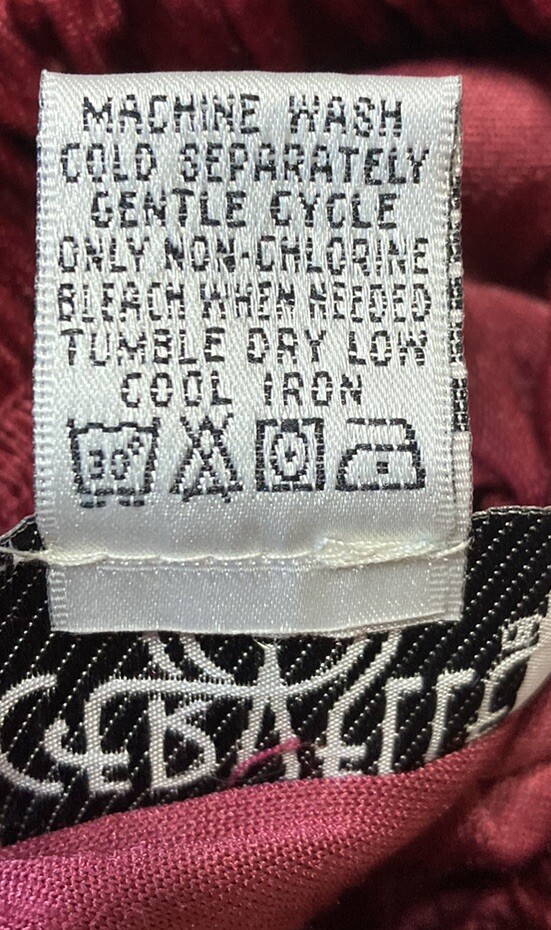 MACHINE WASH
COLD SEPARATELY
GENTLE CYCLE
ONLY NON-CHLORINE
BLEACH WHEN NEEDED
TUMBLE DRY LOW
COOL IRON
30°